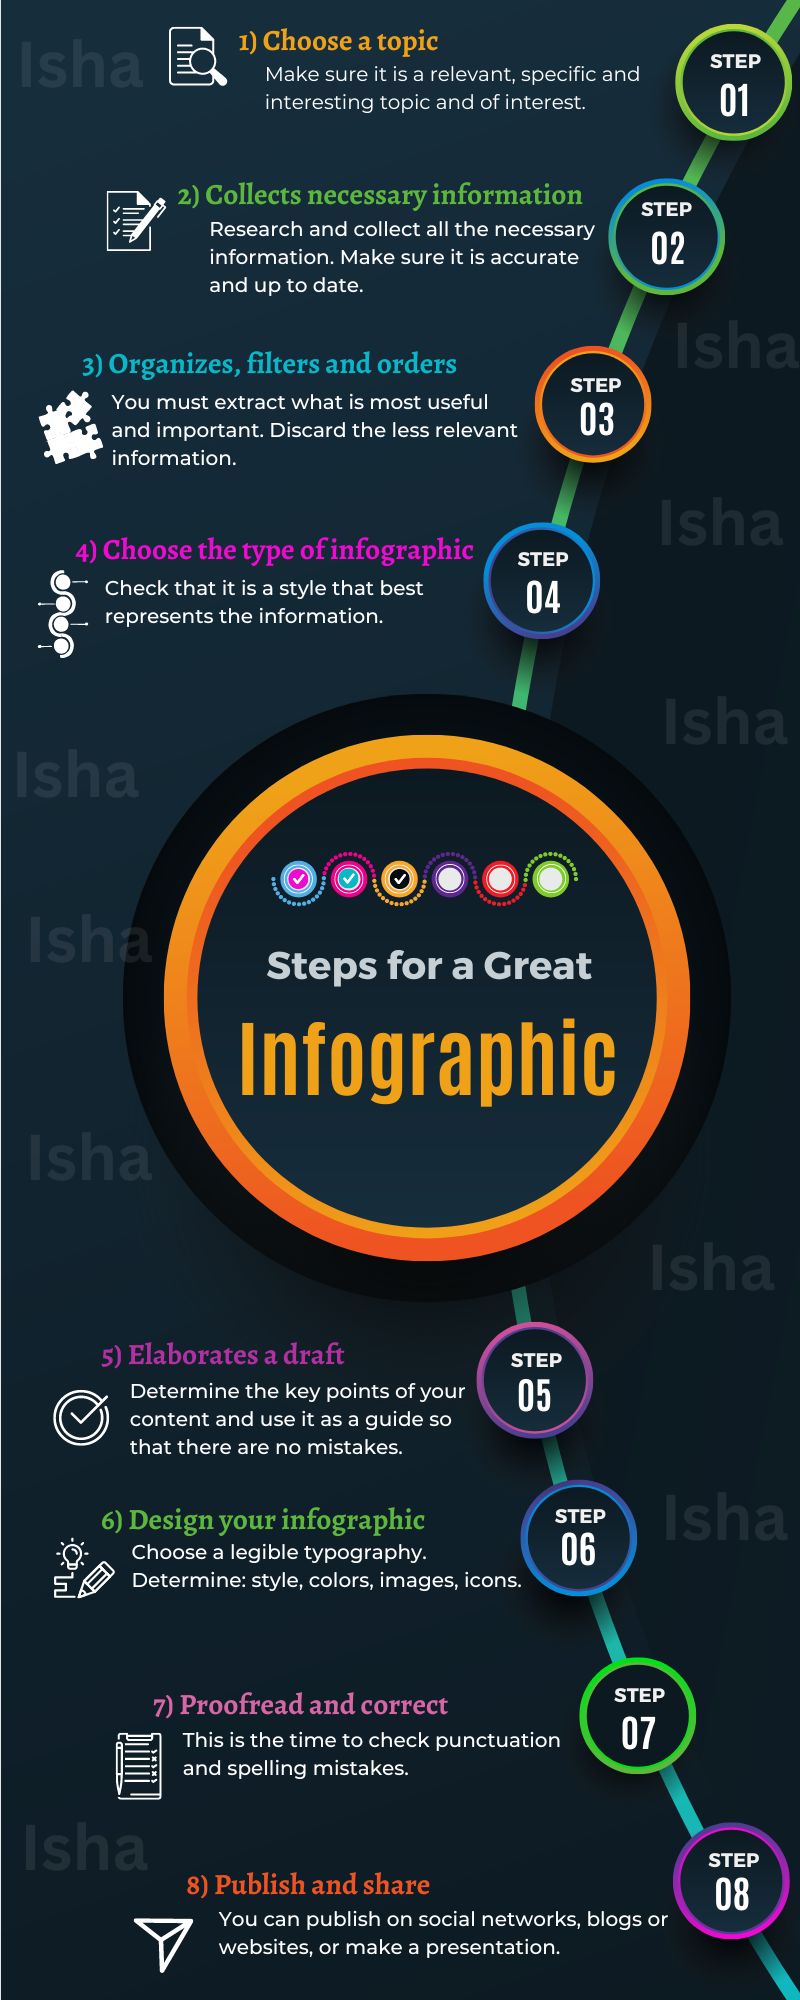 Isha
1) Choose a topic
Make sure it is a relevant, specific and
interesting topic and of interest.
STEP
01
2) Collects necessary information
Research and collect all the necessary
information. Make sure it is accurate
and up to date.
STEP
02
Isha
3) Organizes, filters and orders
You must extract what is most useful
and important. Discard the less relevant
information.
STEP
03
Isha
4) Choose the type of infographic
Check that it is a style that best
represents the information.
STEP
04
Isha
Isha
Isha
Steps for a Great
Infographic
Isha
Isha
5) Elaborates a draft
Determine the key points of your
content and use it as a guide so
that there are no mistakes.
STEP
05
Isha
6) Design your infographic
Choose a legible typography.
Determine: style, colors, images, icons.
STEP
06
7) Proofread and correct
This is the time to check punctuation
and spelling mistakes.
STEP
07
Isha
8) Publish and share
You can publish on social networks, blogs or
websites, or make a presentation.
STEP
08